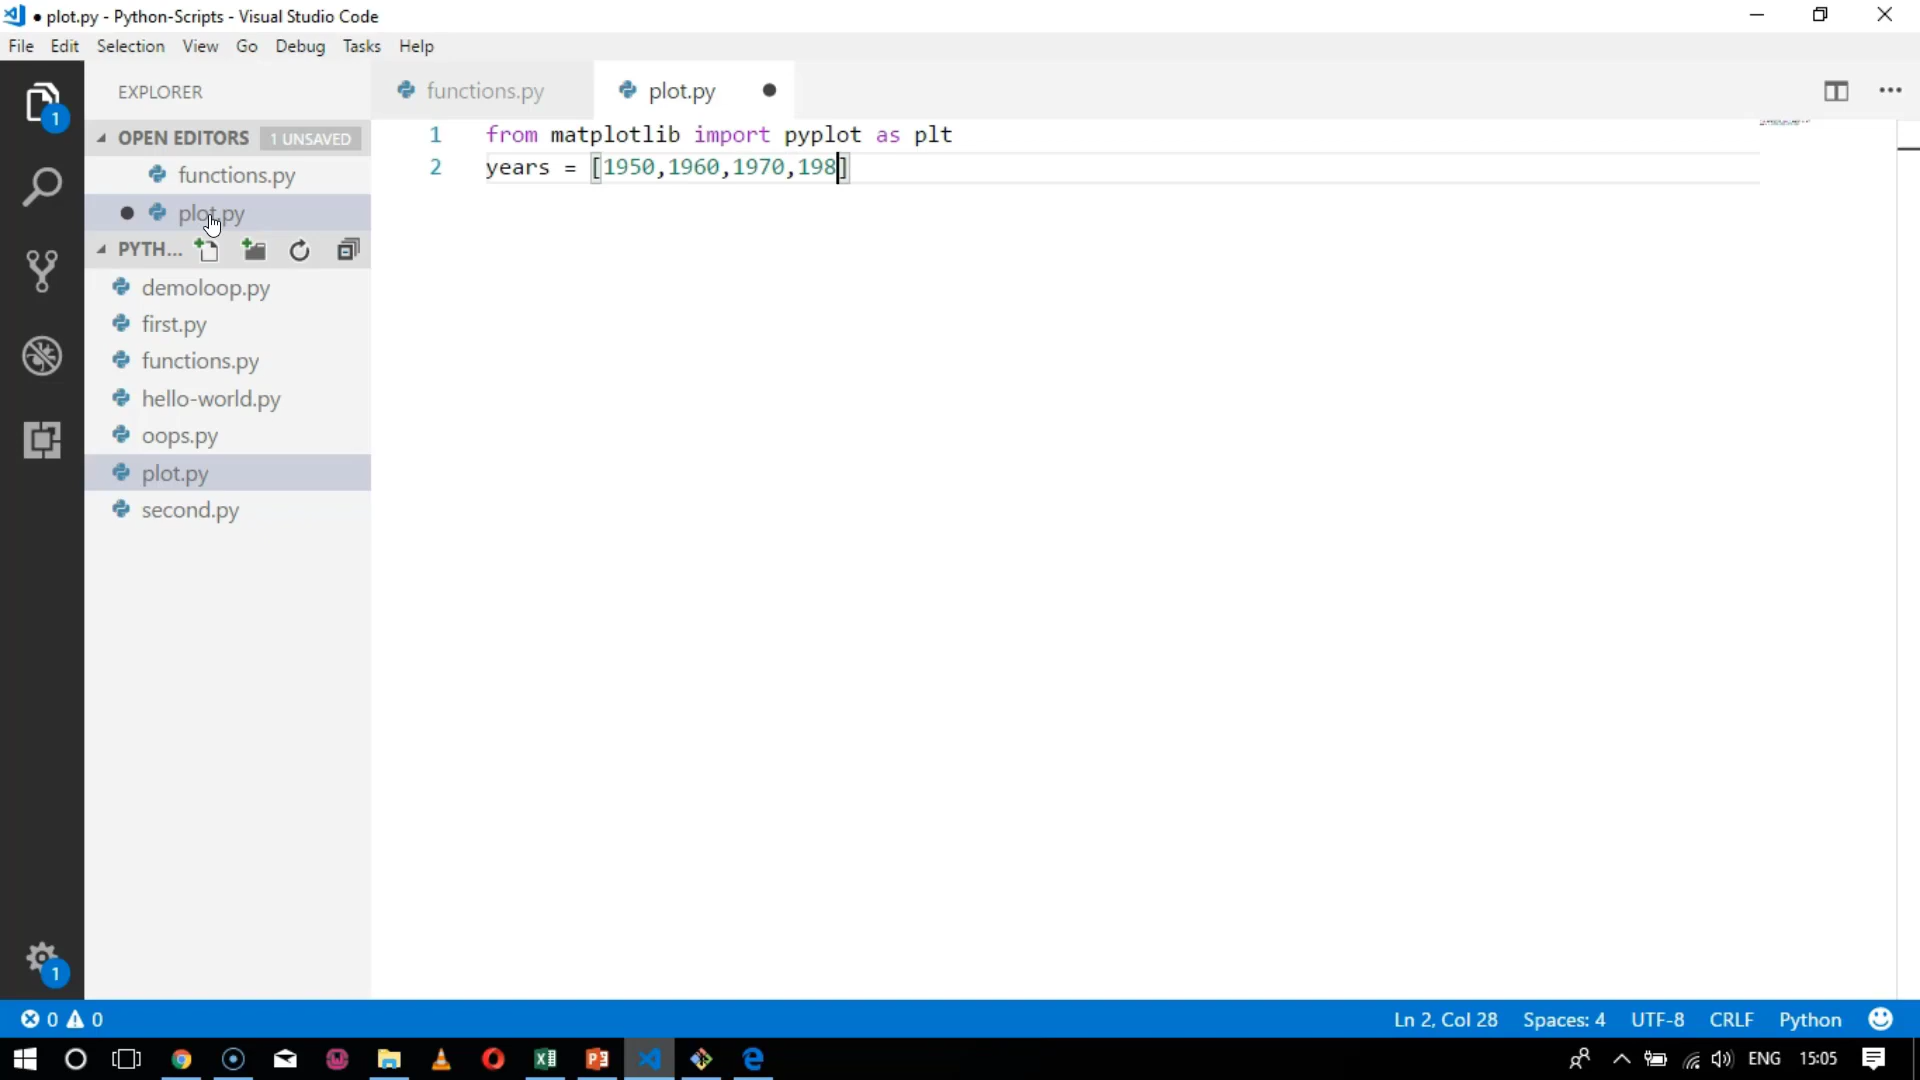 plot.py - Python-Scripts - Visual Studio Code
File Edit Selection View Go Debug Tasks Help
EXPLORER
functions.py
plot.py
OPEN EDITORS 1 UNSAVED
functions.py
plot.py
PYTH...
demoloop.py
first.py
functions.py
hello-world.py
oops.py
plot.py
second.py
1 from matplotlib import pyplot as plt
2 years = [1950,1960,1970,198]
1
1
0 0
Ln 2, Col 28 Spaces: 4 UTF-8 CRLF Python
ENG 15:05